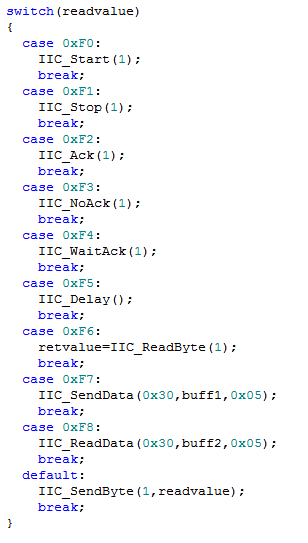 switch(readvalue)
{
  case 0xF0:
    IIC_Start(1);
    break;
  case 0xF1:
    IIC_Stop(1);
    break;
  case 0xF2:
    IIC_Ack(1);
    break;
  case 0xF3:
    IIC_NoAck(1);
    break;
  case 0xF4:
    IIC_WaitAck(1);
    break;
  case 0xF5:
    IIC_Delay();
    break;
  case 0xF6:
    retvalue=IIC_ReadByte(1);
    break;
  case 0xF7:
    IIC_SendData(0x30,buff1,0x05);
    break;
  case 0xF8:
    IIC_ReadData(0x30,buff2,0x05);
    break;
  default:
    IIC_SendByte(1,readvalue);
    break;
}